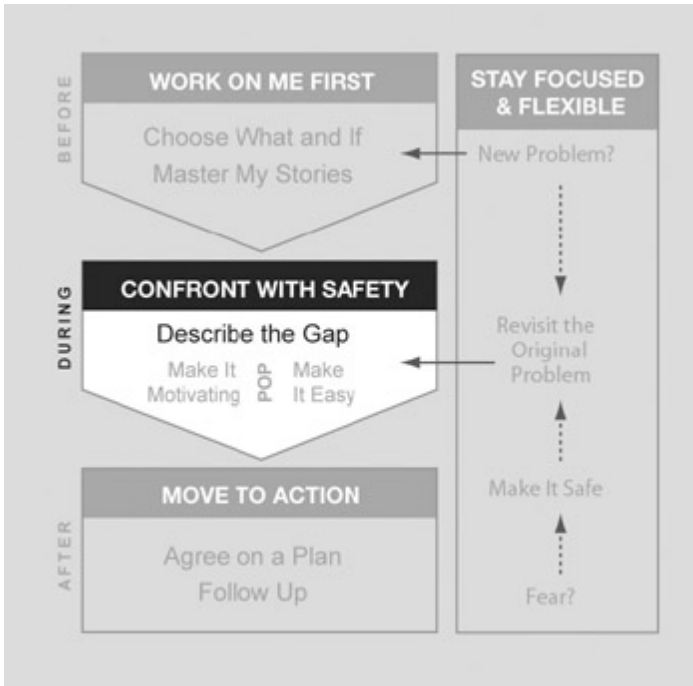 BEFORE
WORK ON ME FIRST
Choose What and If
Master My Stories
DURING
CONFRONT WITH SAFETY
Describe the Gap
Make It
Motivating
POP
Make
It Easy
AFTER
MOVE TO ACTION
Agree on a Plan
Follow Up
STAY FOCUSED
& FLEXIBLE
New Problem?
Revisit the
Original
Problem
Make It Safe
Fear?